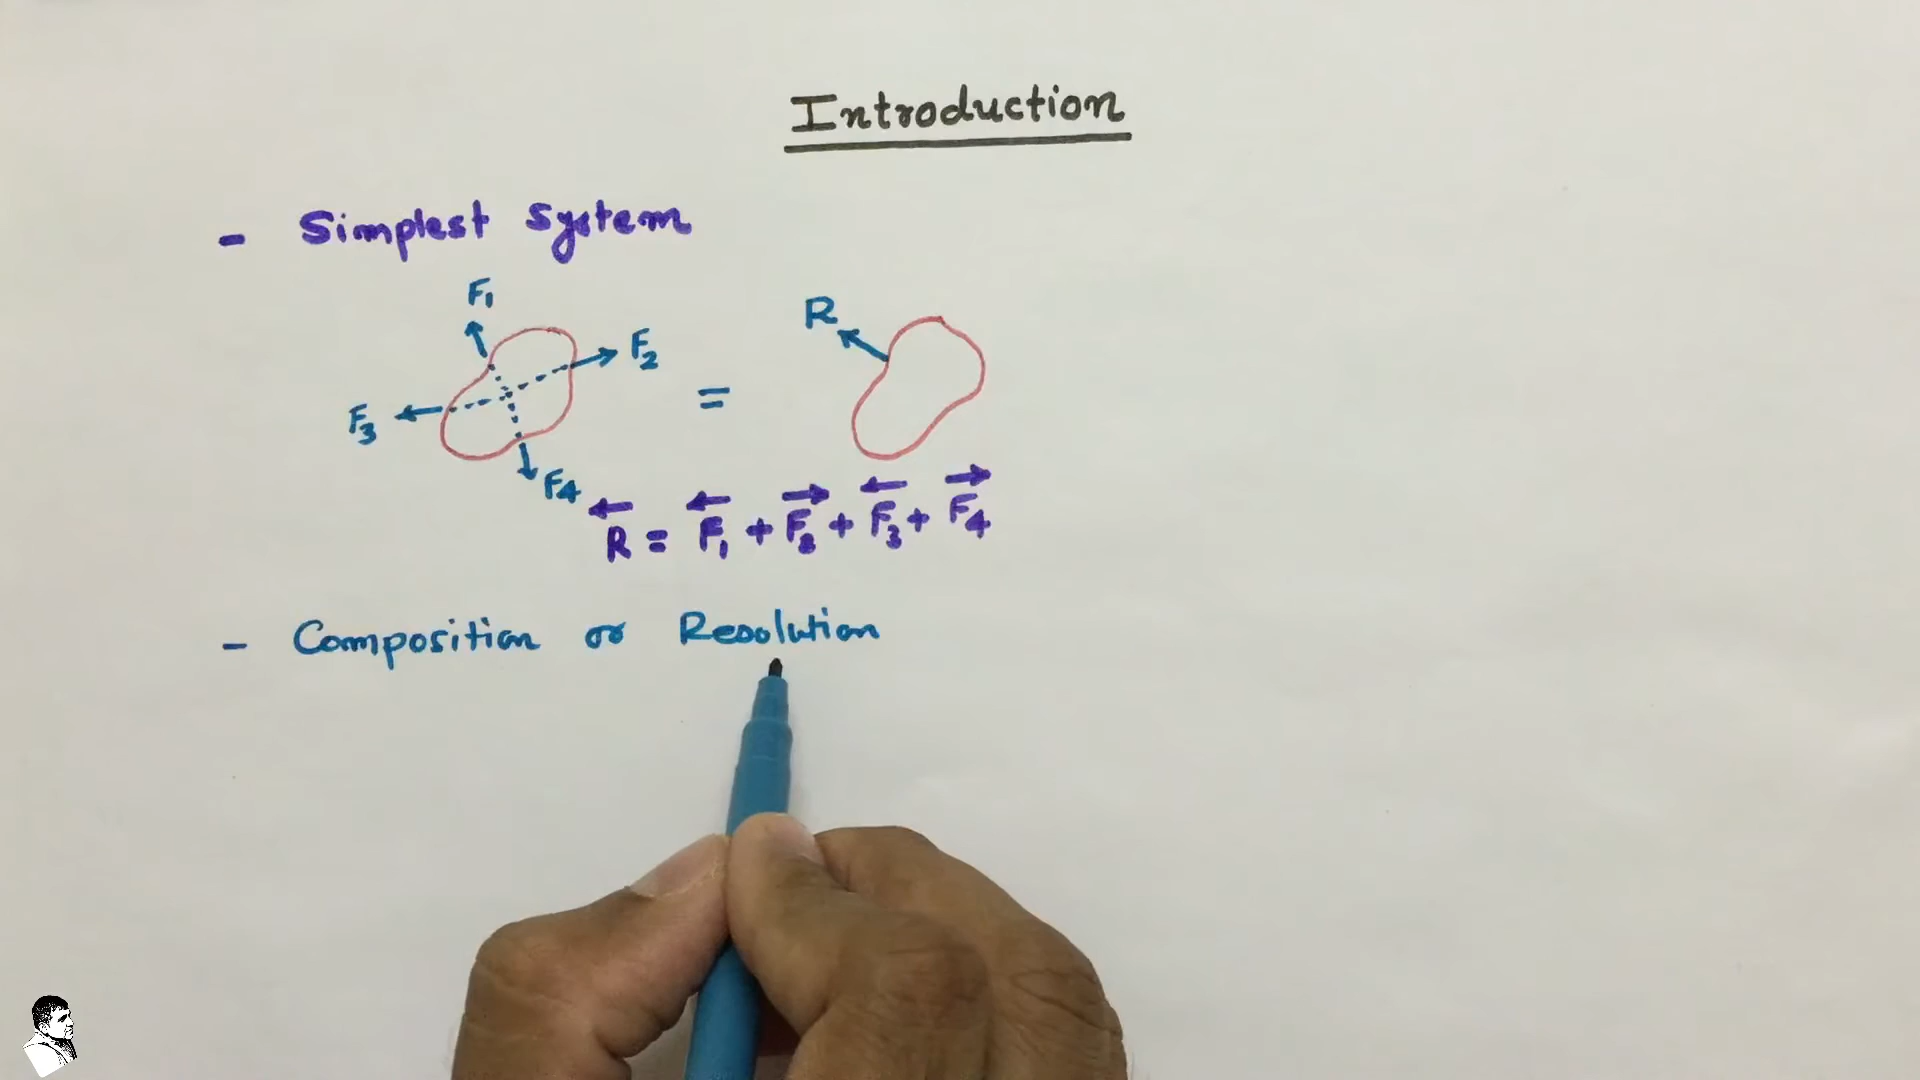 Introduction
- Simplest System
F1
F2
F3
F4
=
R
R = F1 + F2 + F3 + F4
- Composition or Resolution